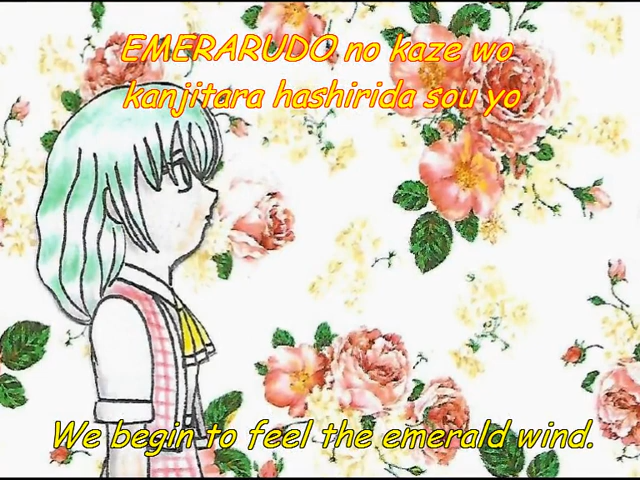 EMERARUDO no kaze wo
kanjitara hashirida sou yo
We begin to feel the emerald wind.